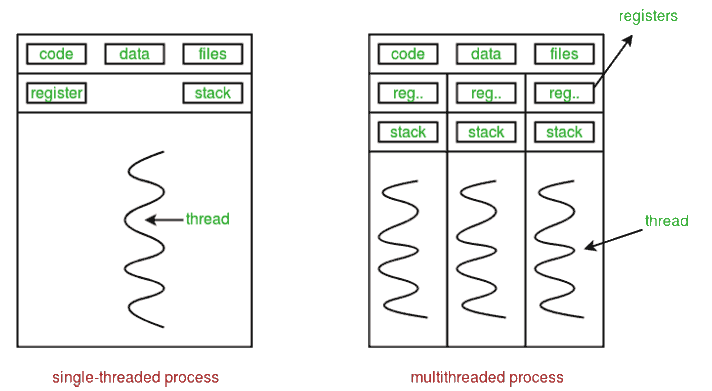 registers
code data files
register stack
thread
single-threaded process
code data files
reg.. reg.. reg..
stack stack stack
thread
multithreaded process